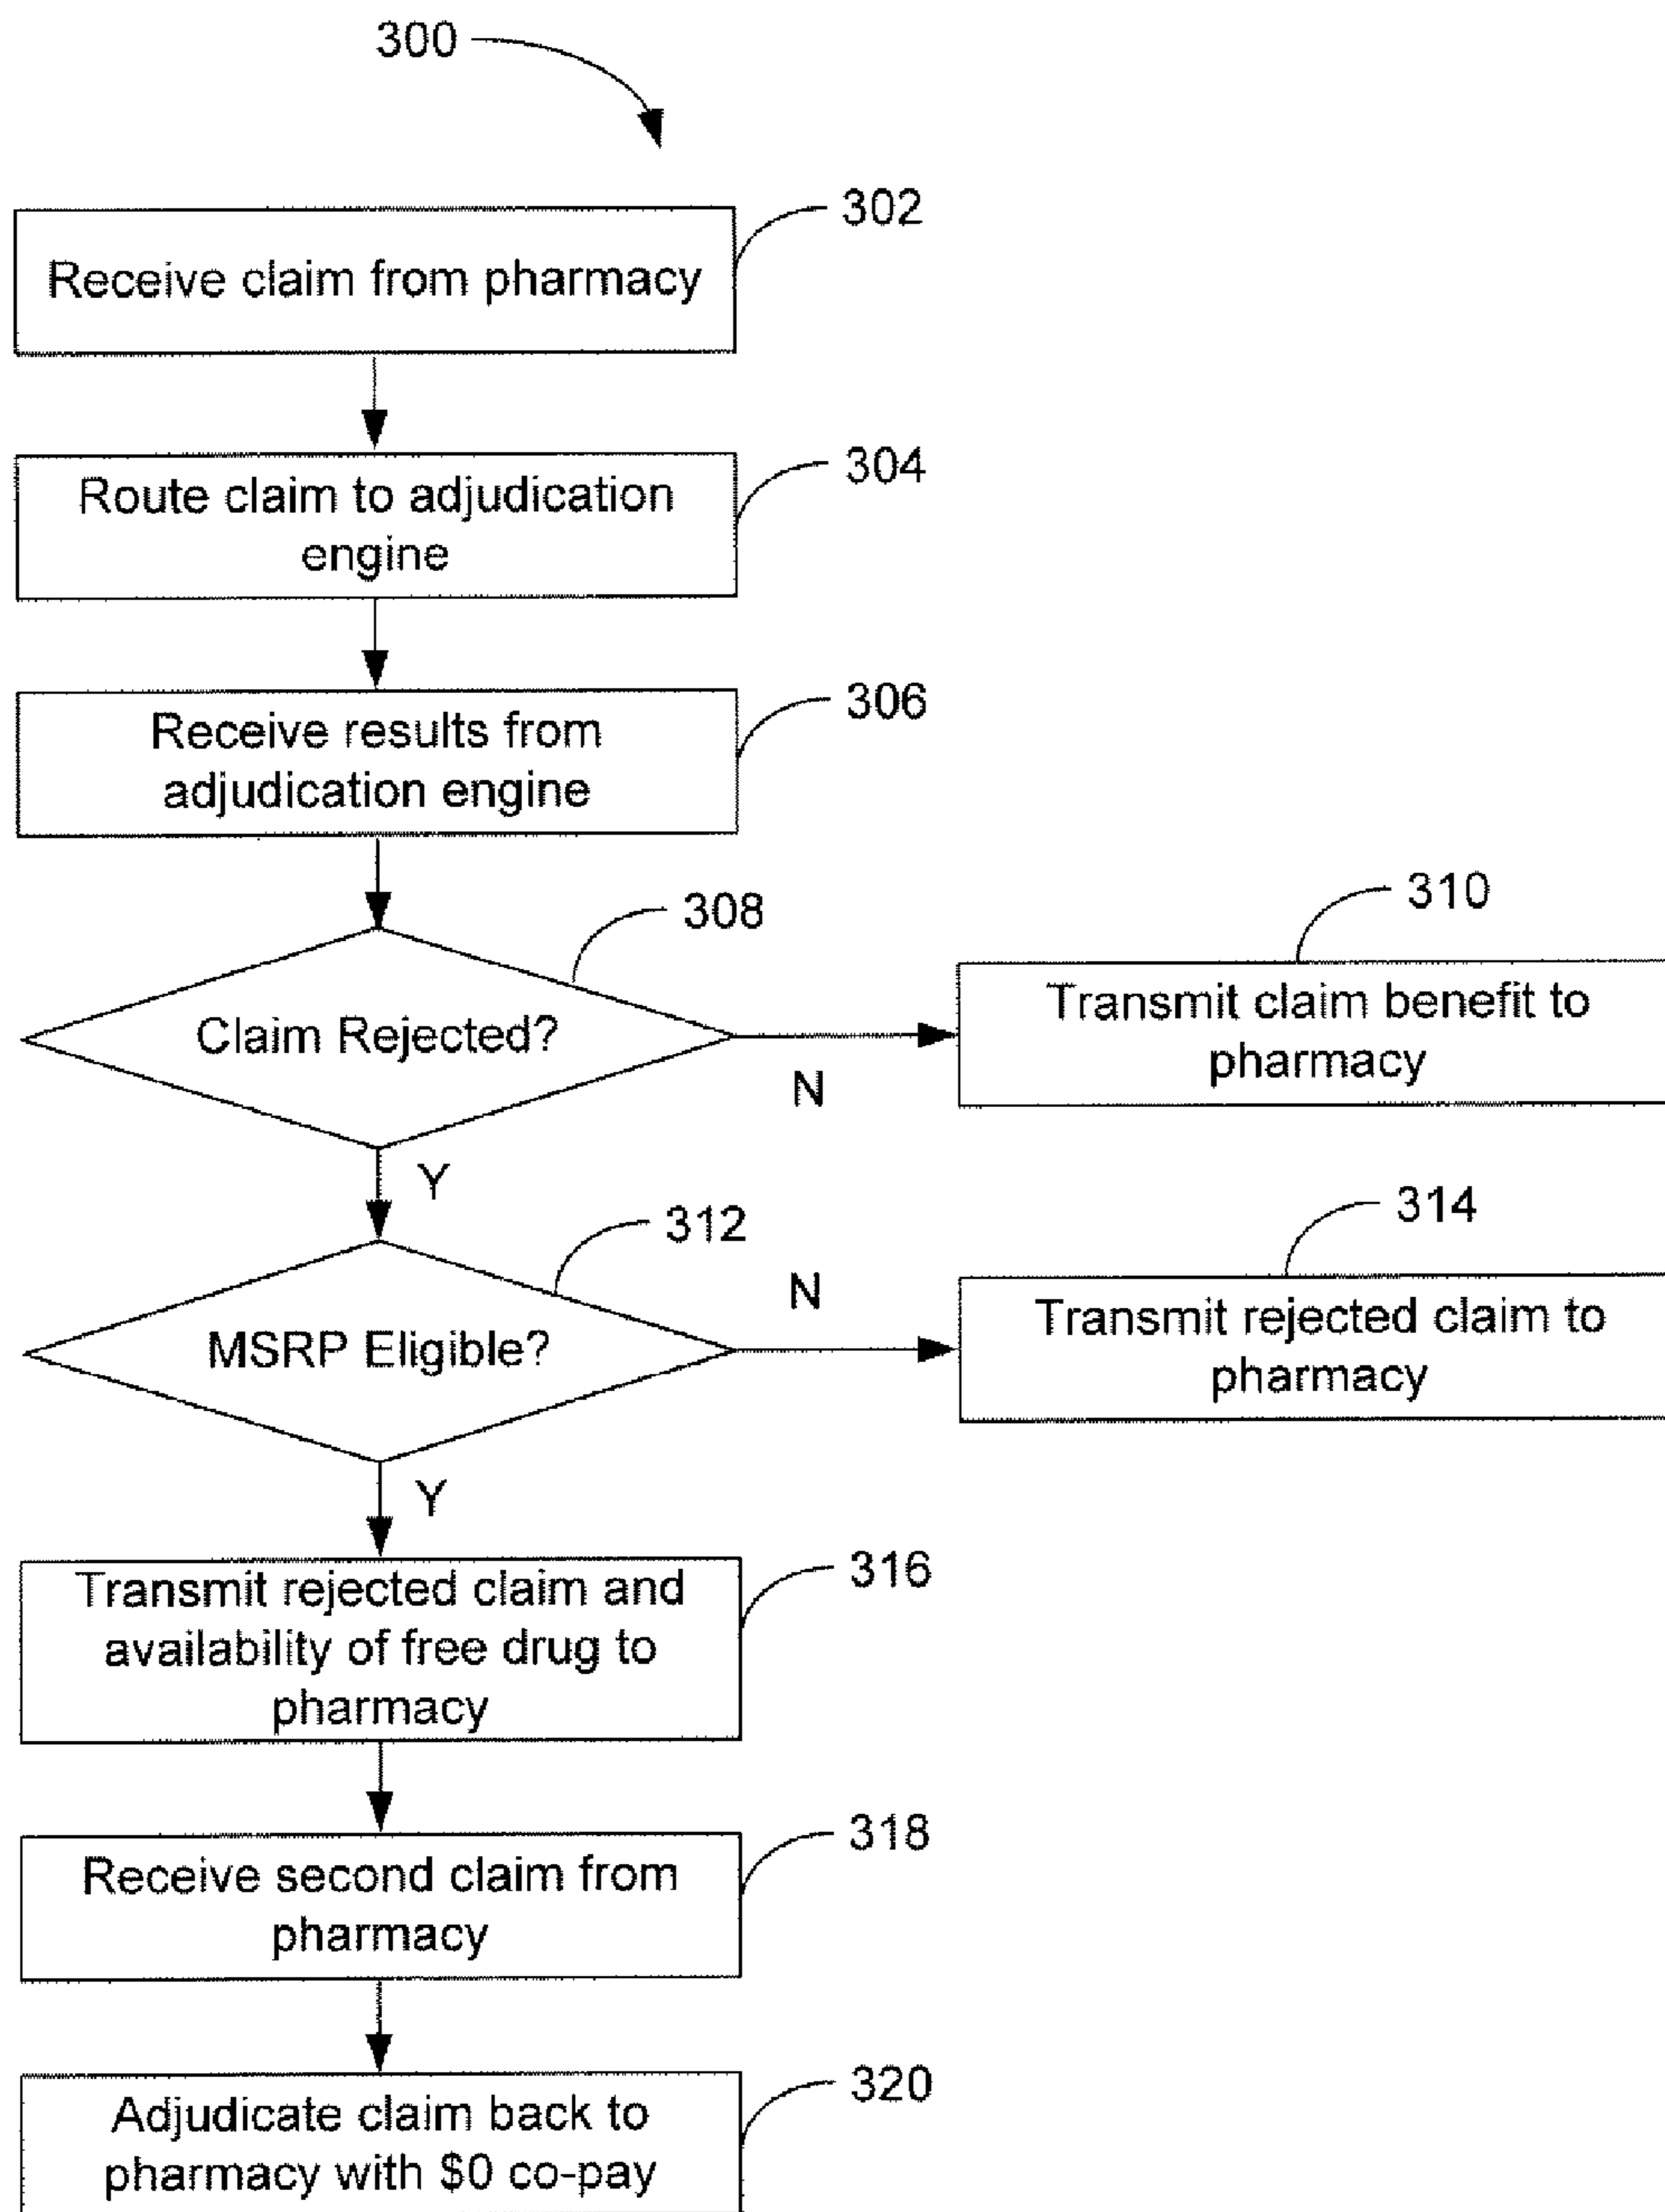 300
302
Receive claim from pharmacy
304
Route claim to adjudication
engine
306
Receive results from
adjudication engine
308
Claim Rejected?
N
310
Transmit claim benefit to
pharmacy
Y
312
MSRP Eligible?
N
314
Transmit rejected claim to
pharmacy
Y
316
Transmit rejected claim and
availability of free drug to
pharmacy
318
Receive second claim from
pharmacy
320
Adjudicate claim back to
pharmacy with $0 co-pay